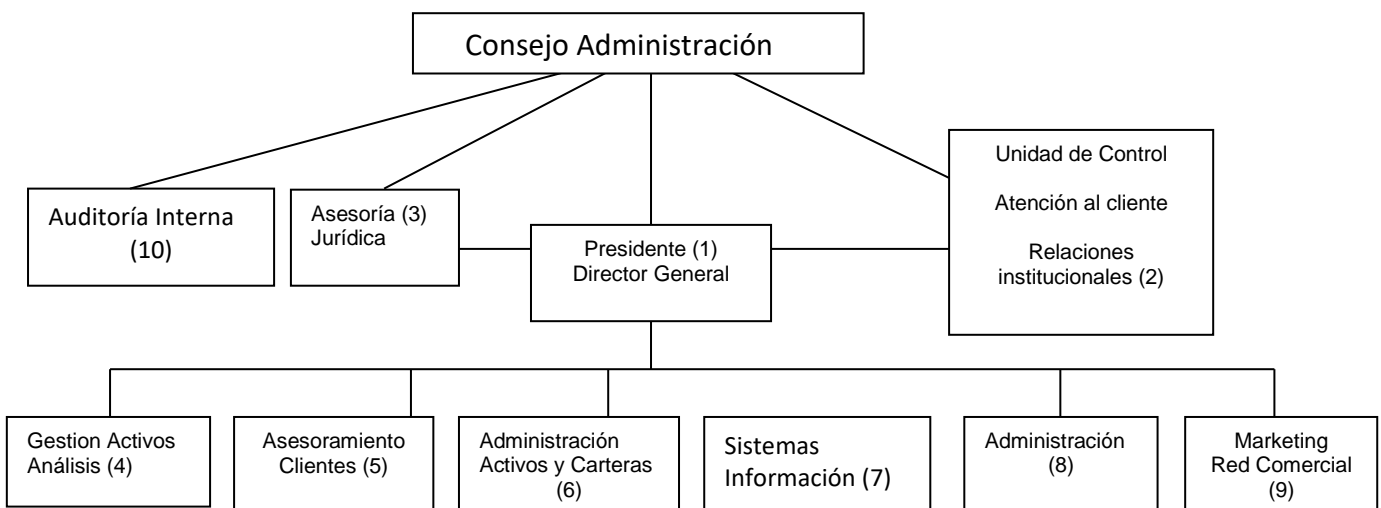 Consejo Administración
Auditoría Interna
(10)
Asesoría (3)
Jurídica
Presidente (1)
Director General
Unidad de Control
Atención al cliente
Relaciones
institucionales (2)
Gestion Activos
Análisis (4)
Asesoramiento
Clientes (5)
Administración
Activos y Carteras
(6)
Sistemas
Información (7)
Administración
(8)
Marketing
Red Comercial
(9)